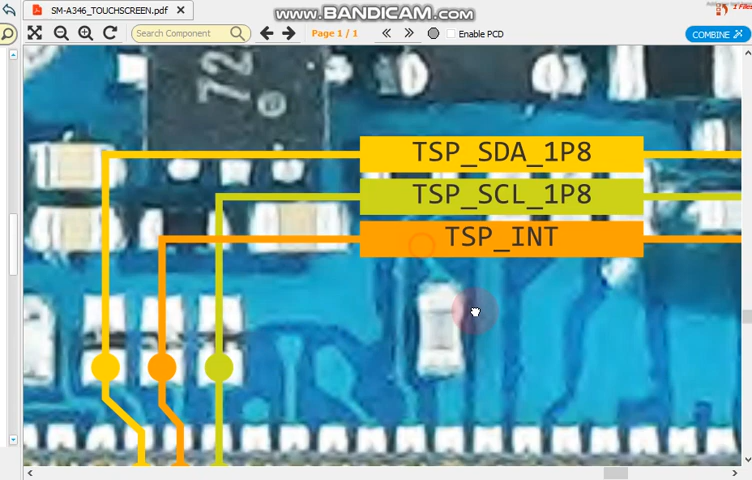 SM-A346_TOUCHSCREEN.pdf
www.BANDICAM.com
Search Component
Page 1 / 1
Enable PCD
COMBINE
72
TSP_SDA_1P8
TSP_SCL_1P8
TSP_INT